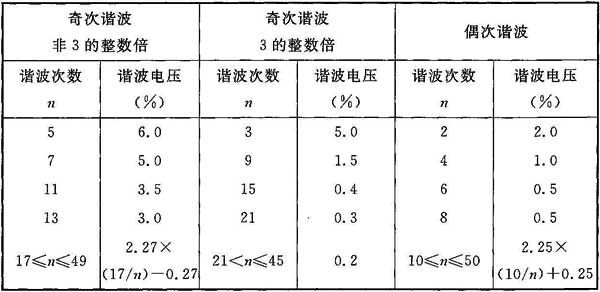 奇次谐波 奇次谐波 偶次谐波
非3的整数倍 3的整数倍
谐波次数 谐波电压 谐波次数 谐波电压 谐波次数 谐波电压
n (%) n (%) n (%)
5 6.0 3 5.0 2 2.0
7 5.0 9 1.5 4 1.0
11 3.5 15 0.4 6 0.5
13 3.0 21 0.3 8 0.5
17≤n≤49 2.27× 21<n≤45 0.2 10≤n≤50 2.25×
(17/n)-0.27 (10/n)+0.25